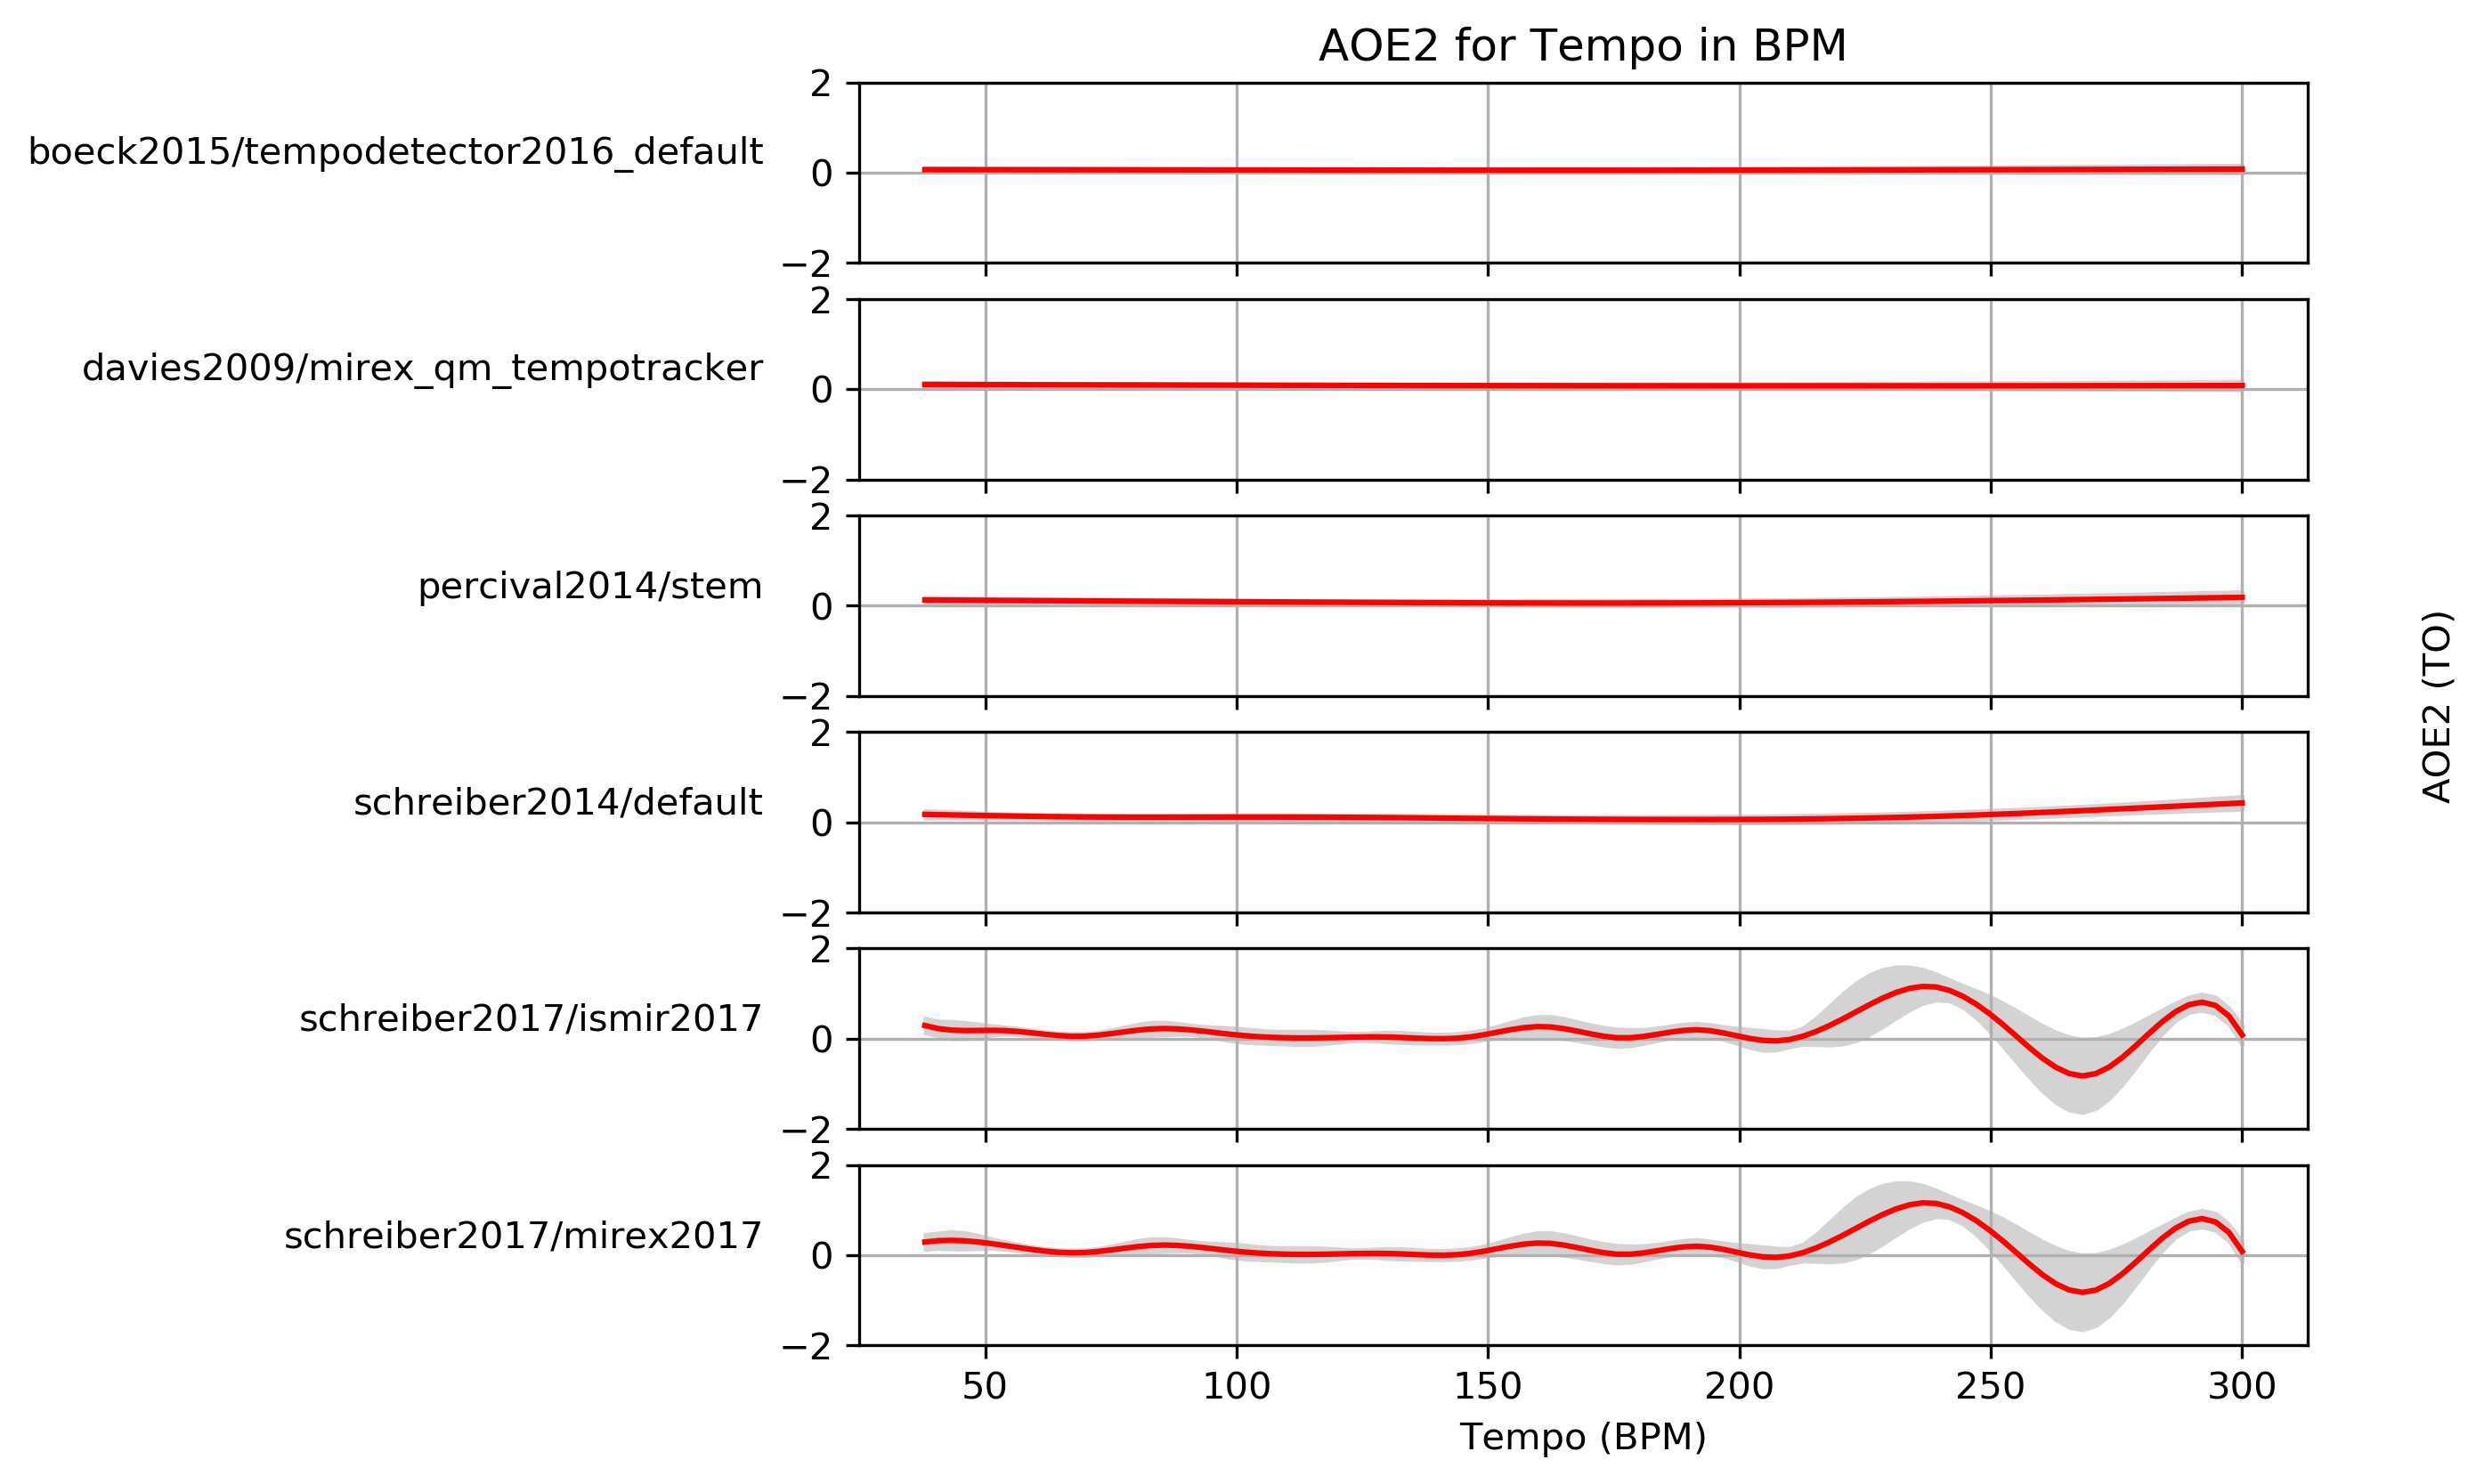 AOE2 for Tempo in BPM
boeck2015/tempodetector2016_default
2
0
−2
davies2009/mirex_qm_tempotracker
2
0
−2
percival2014/stem
2
0
−2
schreiber2014/default
2
0
−2
schreiber2017/ismir2017
2
0
−2
schreiber2017/mirex2017
2
0
−2
50 100 150 200 250 300
Tempo (BPM)
AOE2 (TO)